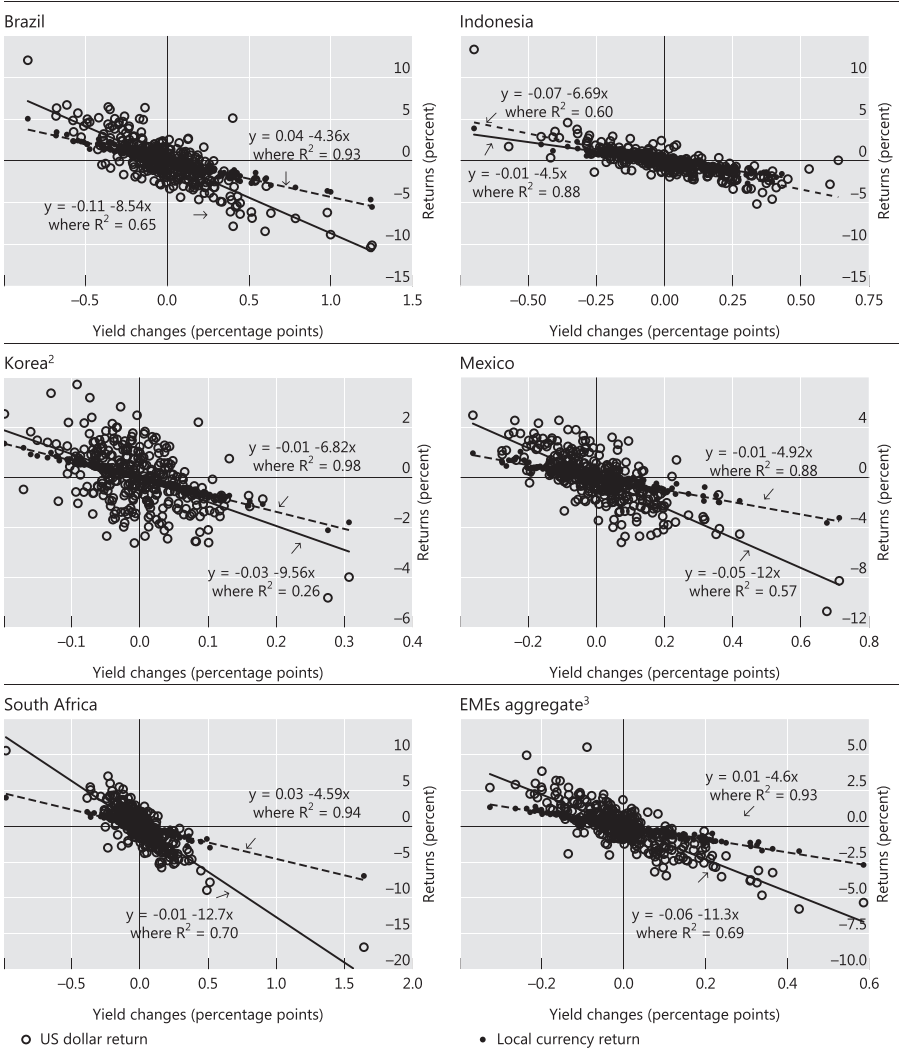 Brazil
10
5
0
−5
−10
−15
Returns (percent)
y = 0.04 -4.36x
where R² = 0.93
y = -0.11 -8.54x
where R² = 0.65
−0.5 0.0 0.5 1.0 1.5
Yield changes (percentage points)
Indonesia
10
5
0
−5
−10
−15
Returns (percent)
y = -0.07 -6.69x
where R² = 0.60
y = -0.01 -4.5x
where R² = 0.88
−0.50 −0.25 0.00 0.25 0.50 0.75
Yield changes (percentage points)
Korea²
2
0
−2
−4
−6
Returns (percent)
y = -0.01 -6.82x
where R² = 0.98
y = -0.03 -9.56x
where R² = 0.26
−0.1 0.0 0.1 0.2 0.3 0.4
Yield changes (percentage points)
Mexico
4
0
−4
−8
−12
Returns (percent)
y = -0.01 -4.92x
where R² = 0.88
y = -0.05 -12x
where R² = 0.57
−0.2 0.0 0.2 0.4 0.6 0.8
Yield changes (percentage points)
South Africa
10
5
0
−5
−10
−15
−20
Returns (percent)
y = 0.03 -4.59x
where R² = 0.94
y = -0.01 -12.7x
where R² = 0.70
−0.5 0.0 0.5 1.0 1.5 2.0
Yield changes (percentage points)
EMEs aggregate³
5.0
2.5
0.0
−2.5
−5.0
−7.5
−10.0
Returns (percent)
y = 0.01 -4.6x
where R² = 0.93
y = -0.06 -11.3x
where R² = 0.69
−0.2 0.0 0.2 0.4 0.6
Yield changes (percentage points)
US dollar return
Local currency return